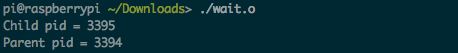 pi@raspberrypi ~/Downloads> ./wait.o
Child pid = 3395
Parent pid = 3394